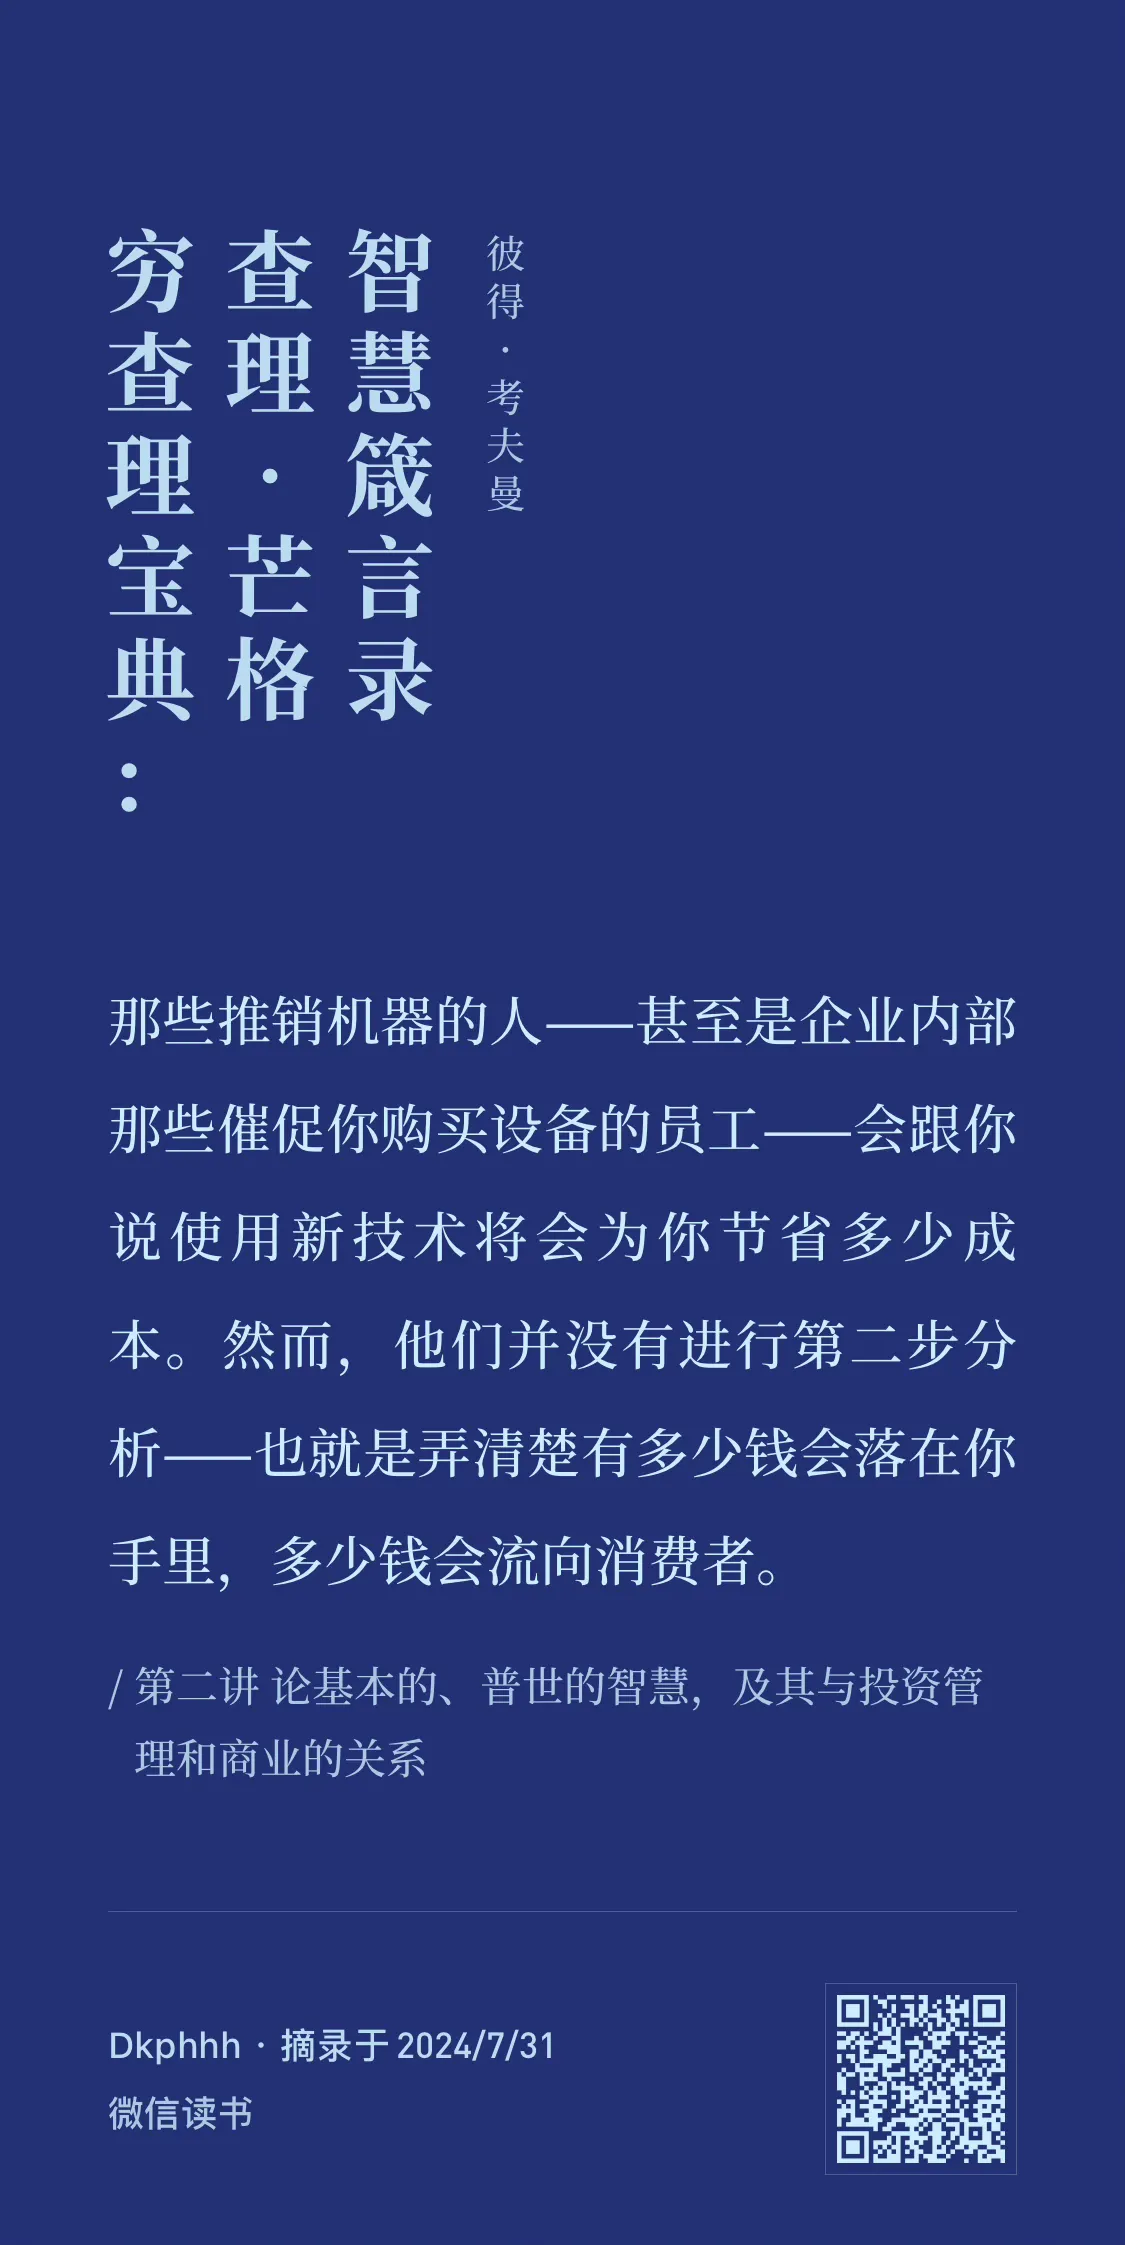 穷查理宝典：
查理·芒格
智慧箴言录
彼得·考夫曼
那些推销机器的人——甚至是企业内部
那些催促你购买设备的员工——会跟你
说使用新技术将会为你节省多少成
本。然而，他们并没有进行第二步分
析——也就是弄清楚有多少钱会落在你
手里，多少钱会流向消费者。
/ 第二讲 论基本的、普世的智慧，及其与投资管
理和商业的关系
Dkphhh · 摘录于 2024/7/31
微信读书